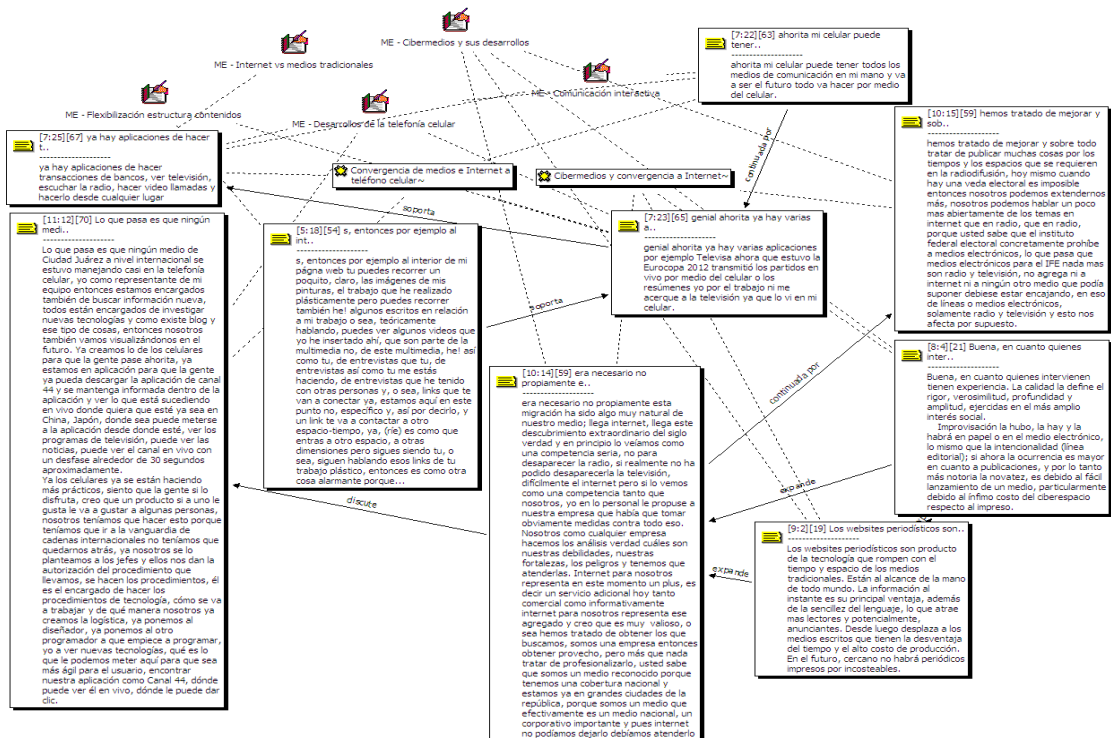 ME - Cibermedios y sus desarrollos
ME - Internet vs medios tradicionales
ME - Comunicación interactiva
ME - Flexibilización estructura contenidos
ME - Desarrollos de la telefonía celular
[7:22][63] ahorita mi celular puede
tener..
--------------------
ahorita mi celular puede tener todos los
medios de comunicación en mi mano y va
a ser el futuro todo va hacer por medio
del celular.
continuada por
[7:25][67] ya hay aplicaciones de hacer
t..
--------------------
ya hay aplicaciones de hacer
transacciones de bancos, ver televisión,
escuchar la radio, hacer video llamadas y
hacerlo desde cualquier lugar
Convergencia de medios e Internet a
teléfono celular~
Cibermedios y convergencia a Internet~
soporta
[10:15][59] hemos tratado de mejorar y
sob..
--------------------
hemos tratado de mejorar y sobre todo
tratar de publicar muchas cosas por los
tiempos y los espacios que se requieren
en la radiodifusión, hoy mismo cuando
hay una veda electoral es imposible
entonces nosotros podemos extendernos
más, nosotros podemos hablar un poco
mas abiertamente de los temas en
internet que en radio, que en radio,
porque usted sabe que el instituto
federal electoral concretamente prohíbe
a medios electrónicos, lo que pasa que
medios electrónicos para el IFE nada mas
son radio y televisión, no agrega ni a
internet ni a ningún otro medio que podía
suponer debiese estar encajando, en eso
de líneas o medios electrónicos,
solamente radio y televisión y esto nos
afecta por supuesto.
[11:12][70] Lo que pasa es que ningún
medi..
--------------------
Lo que pasa es que ningún medio de
Ciudad Juárez a nivel internacional se
estuvo manejando casi en la telefonía
celular, yo como representante de mi
equipo entonces estamos encargados
también de buscar información nueva,
todos están encargados de investigar
nuevas tecnologías y como existe blog y
ese tipo de cosas, entonces nosotros
también vamos visualizándonos en el
futuro. Ya creamos lo de los celulares
para que la gente pase ahorita, ya
estamos en aplicación para que la gente
ya pueda descargar la aplicación de canal
44 y se mantenga informada dentro de la
aplicación y ver lo que está sucediendo
en vivo donde quiera que esté ya sea en
China, Japón, donde sea puede meterse
a la aplicación desde donde esté, ver los
programas de televisión, puede ver las
noticias, puede ver el canal en vivo con
un desfase alrededor de 30 segundos
aproximadamente.
Ya los celulares ya se están haciendo
más prácticos, siento que la gente si lo
disfruta, creo que un producto si a uno le
gusta le va a gustar a algunas personas,
nosotros teníamos que hacer esto porque
teníamos que ir a la vanguardia de
cadenas internacionales no teníamos que
quedarnos atrás, ya nosotros se lo
planteamos a los jefes y ellos nos dan la
autorización del procedimiento que
llevamos, se hacen los procedimientos, él
es el encargado de hacer los
procedimientos de tecnología, cómo se va
a trabajar y de qué manera nosotros ya
creamos la logística, ya ponemos al
diseñador, ya ponemos al otro
programador a que empiece a programar,
yo a ver nuevas tecnologías, qué es lo
que le podemos meter aquí para que sea
más ágil para el usuario, encontrar
nuestra aplicación como Canal 44, dónde
puede ver él en vivo, dónde le puede dar
clic.
[5:18][54] s, entonces por ejemplo al
int..
--------------------
s, entonces por ejemplo al interior de mi
págna web tu puedes recorrer un
poquito, claro, las imágenes de mis
pinturas, el trabajo que he realizado
plásticamente pero puedes recorrer
también he! algunos escritos en relación
a mi trabajo o sea, teóricamente
hablando, puedes ver algunos videos que
yo he insertado ahí, que son parte de la
multimedia no, de este multimedia, he! así
como tu, de entrevistas que tu, de
entrevistas así como tu me estás
haciendo, de entrevistas que he tenido
con otras personas y, o sea, links que te
van a conectar ya, estamos aquí en este
punto no, específico y, así por decirlo, y
un link te va a contactar a otro
espacio-tiempo, ya, (ríe) es como que
entras a otro espacio, a otras
dimensiones pero sigues siendo tu, o
sea, siguen hablando esos links de tu
trabajo plástico, entonces es como otra
cosa alarmante porque...
[7:23][65] genial ahorita ya hay varias
a..
--------------------
genial ahorita ya hay varias aplicaciones
por ejemplo Televisa ahora que estuvo la
Eurocopa 2012 transmitió los partidos en
vivo por medio del celular o los
resúmenes yo por el trabajo ni me
acerque a la televisión ya que lo vi en mi
celular.
soporta
continuada por
[10:14][59] era necesario no
propiamente e..
--------------------
era necesario no propiamente esta
migración ha sido algo muy natural de
nuestro medio; llega internet, llega este
descubrimiento extraordinario del siglo
verdad y en principio lo veíamos como
una competencia seria, no para
desaparecer la radio, si realmente no ha
podido desaparecerla la televisión,
difícilmente el internet pero si lo vemos
como una competencia tanto que
nosotros, yo en lo personal le propuse a
nuestra empresa que había que tomar
obviamente medidas contra todo eso.
Nosotros como cualquier empresa
hacemos los análisis verdad cuáles son
nuestras debilidades, nuestras
fortalezas, los peligros y tenemos que
atenderlas. Internet para nosotros
representa en este momento un plus, es
decir un servicio adicional hoy tanto
comercial como informativamente
internet para nosotros representa ese
agregado y creo que es muy  valioso, o
sea hemos tratado de obtener los que
buscamos, somos una empresa entonces
obtener provecho, pero más que nada
tratar de profesionalizarlo, usted sabe
que somos un medio reconocido porque
tenemos una cobertura nacional y
estamos ya en grandes ciudades de la
república, porque somos un medio que
efectivamente es un medio nacional, un
corporativo importante y pues internet
no podíamos dejarlo debíamos atenderlo
[8:4][21] Buena, en cuanto quienes
inter..
--------------------
Buena, en cuanto quienes intervienen
tienen experiencia. La calidad la define el
rigor, verosimilitud, profundidad y
amplitud, ejercidas en el más amplio
interés social.
Improvisación la hubo, la hay y la
habrá en papel o en el medio electrónico,
lo mismo que la intencionalidad (línea
editorial); si ahora la ocurrencia es mayor
en cuanto a publicaciones, y por lo tanto
más notoria la novatez, es debido al fácil
lanzamiento de un medio, particularmente
debido al ínfimo costo del ciberespacio
respecto al impreso.
expande
discute
[9:2][19] Los websites periodísticos son..
--------------------
Los websites periodísticos son producto
de la tecnología que rompen con el
tiempo y espacio de los medios
tradicionales. Están al alcance de la mano
de todo mundo. La información al
instante es su principal ventaja, además
de la sencillez del lenguaje, lo que atrae
mas lectores y potencialmente,
anunciantes. Desde luego desplaza a los
medios escritos que tienen la desventaja
del tiempo y el alto costo de producción.
En el futuro, cercano no habrá periódicos
impresos por incosteables.
expande